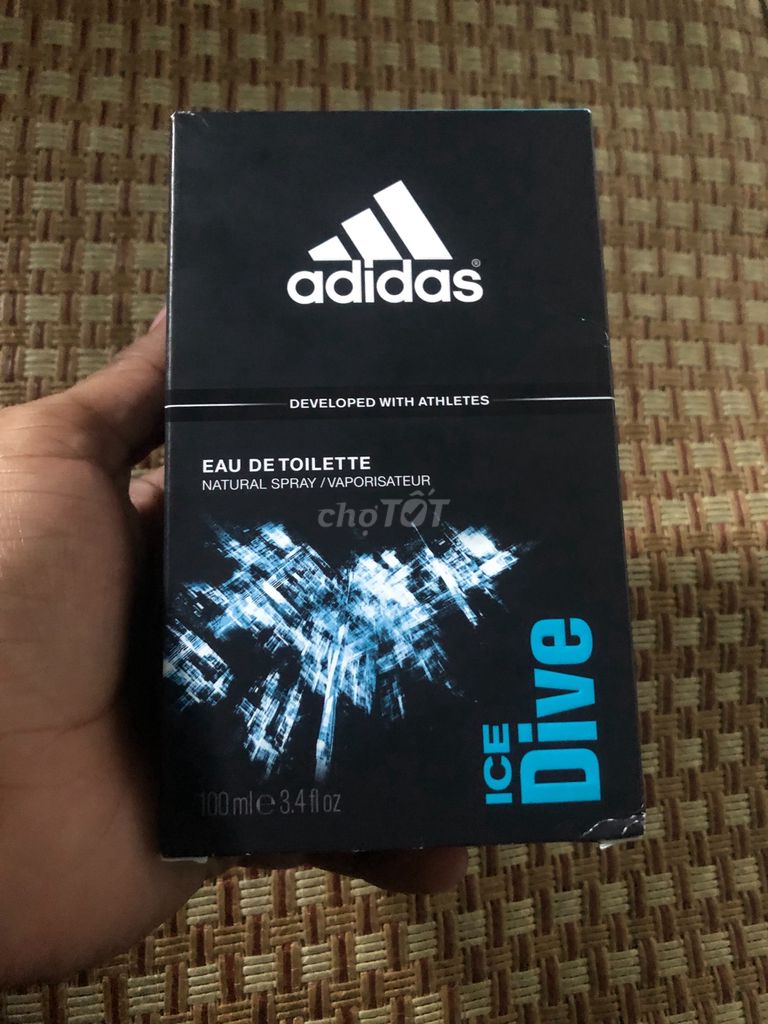 adidas®
DEVELOPED WITH ATHLETES
EAU DE TOILETTE
NATURAL SPRAY / VAPORISATEUR
chợTỐT
ICE
Dive
100 ml ℮ 3.4 fl oz